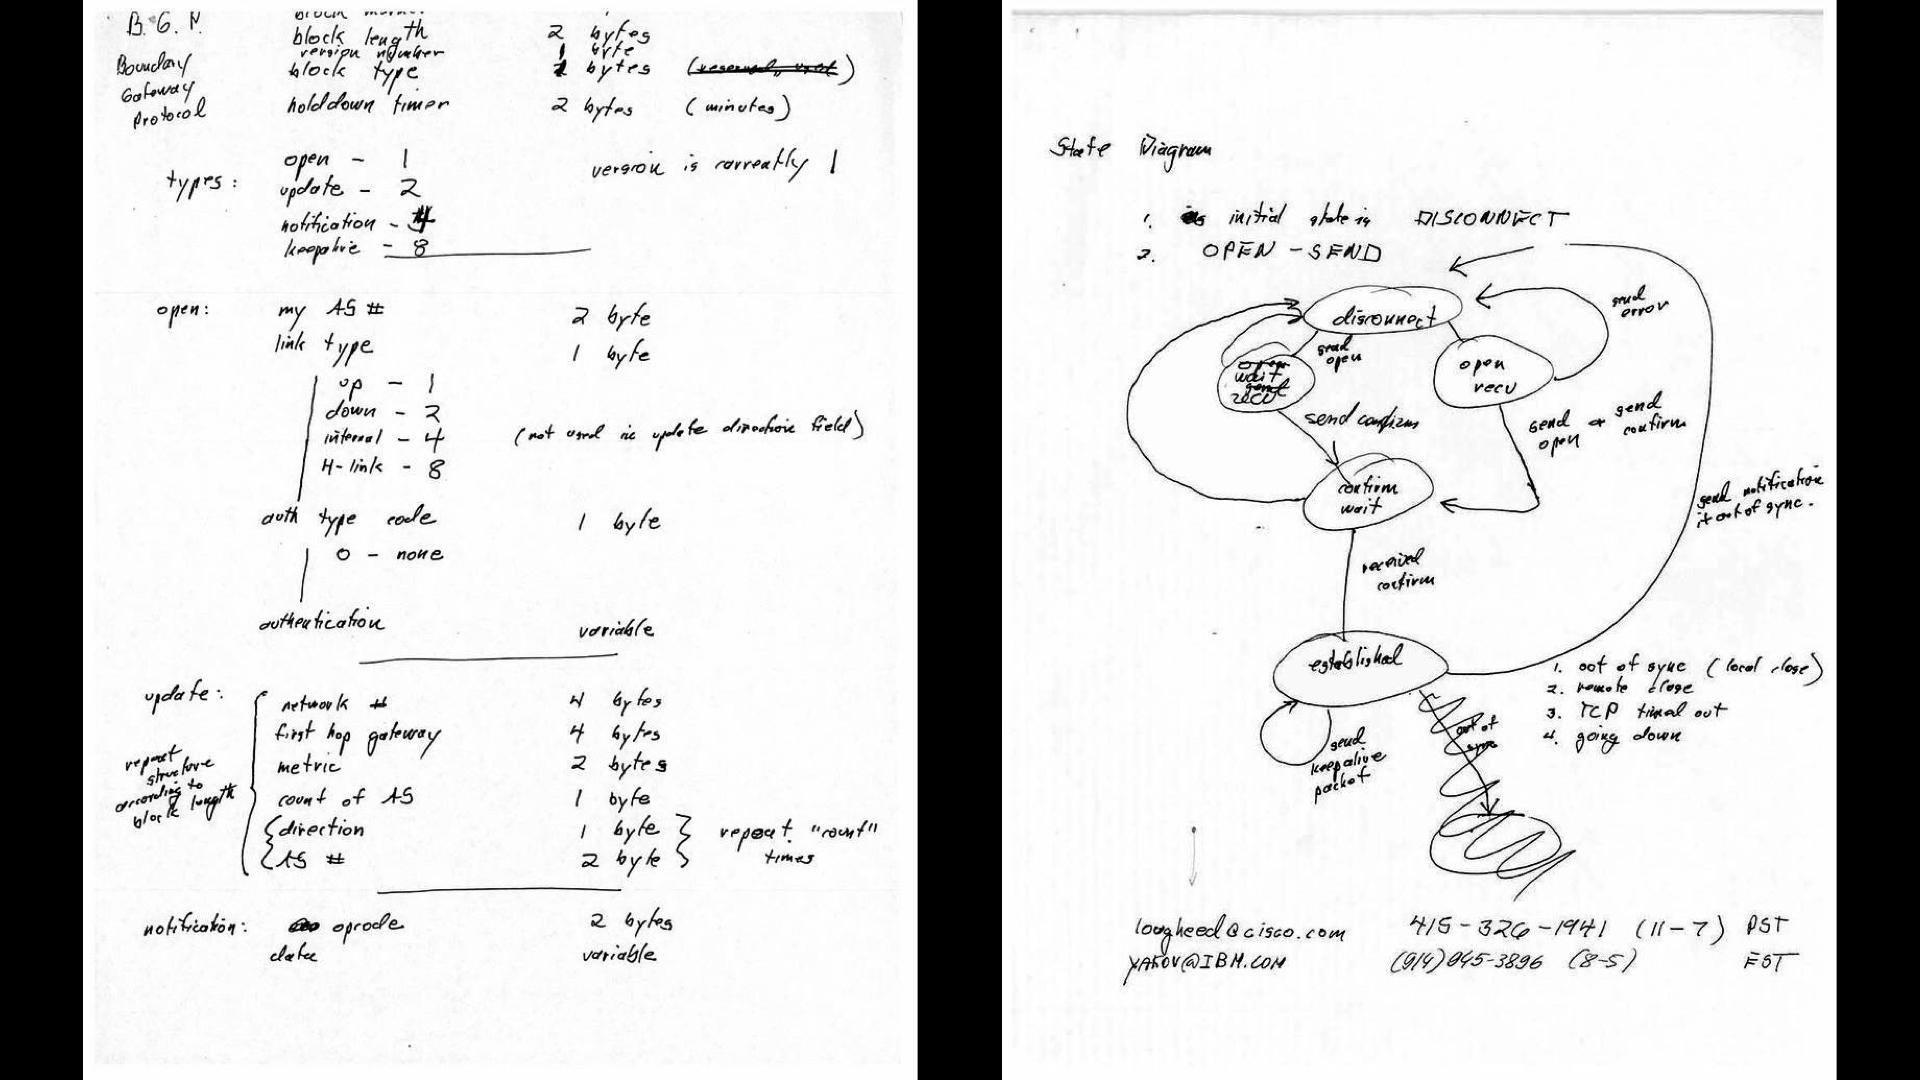 B. G. P.
Boundary
Gateway
Protocol
block length 2 bytes
version number 1 byte
block type 1 bytes
holddown timer 2 bytes (minutes)
types:
open - 1
update - 2
notification - 4
keepalive - 8
version is currently 1
open:
my AS # 2 byte
link type 1 byte
up - 1
down - 2
internal - 4 (not used in update direction field)
H-link - 8
auth type code 1 byte
0 - none
authentication variable
update:
repeat
structure
according to
block length
network # 4 bytes
first hop gateway 4 bytes
metric 2 bytes
count of AS 1 byte
direction 1 byte
AS # 2 byte
repeat "count"
times
notification: opcode 2 bytes
data variable
State Diagram
1. initial state is DISCONNECT
2. OPEN - SEND
disconnect
send
error
send
open
open
wait
recv
open
recv
send confirm
send
open or send
confirm
confirm
wait
send notification
if out of sync.
received
confirm
established
1. out of sync (local close)
2. remote close
3. TCP timed out
4. going down
out of
sync
send
keepalive
packet
lougheed@cisco.com 415-326-1941 (11-7) PST
YAKOV@IBM.COM (914)945-3896 (8-5) EST